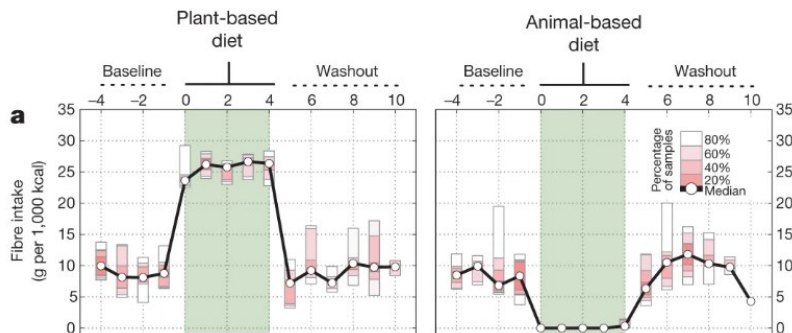 Plant-based
diet
Animal-based
diet
Baseline
Washout
Baseline
Washout
−4 −2 0 2 4 6 8 10
−4 −2 0 2 4 6 8 10
a
Fibre intake
(g per 1,000 kcal)
35 35
30 30
25 25
20 20
15 15
10 10
5 5
0 0
Percentage
of samples
80%
60%
40%
20%
Median